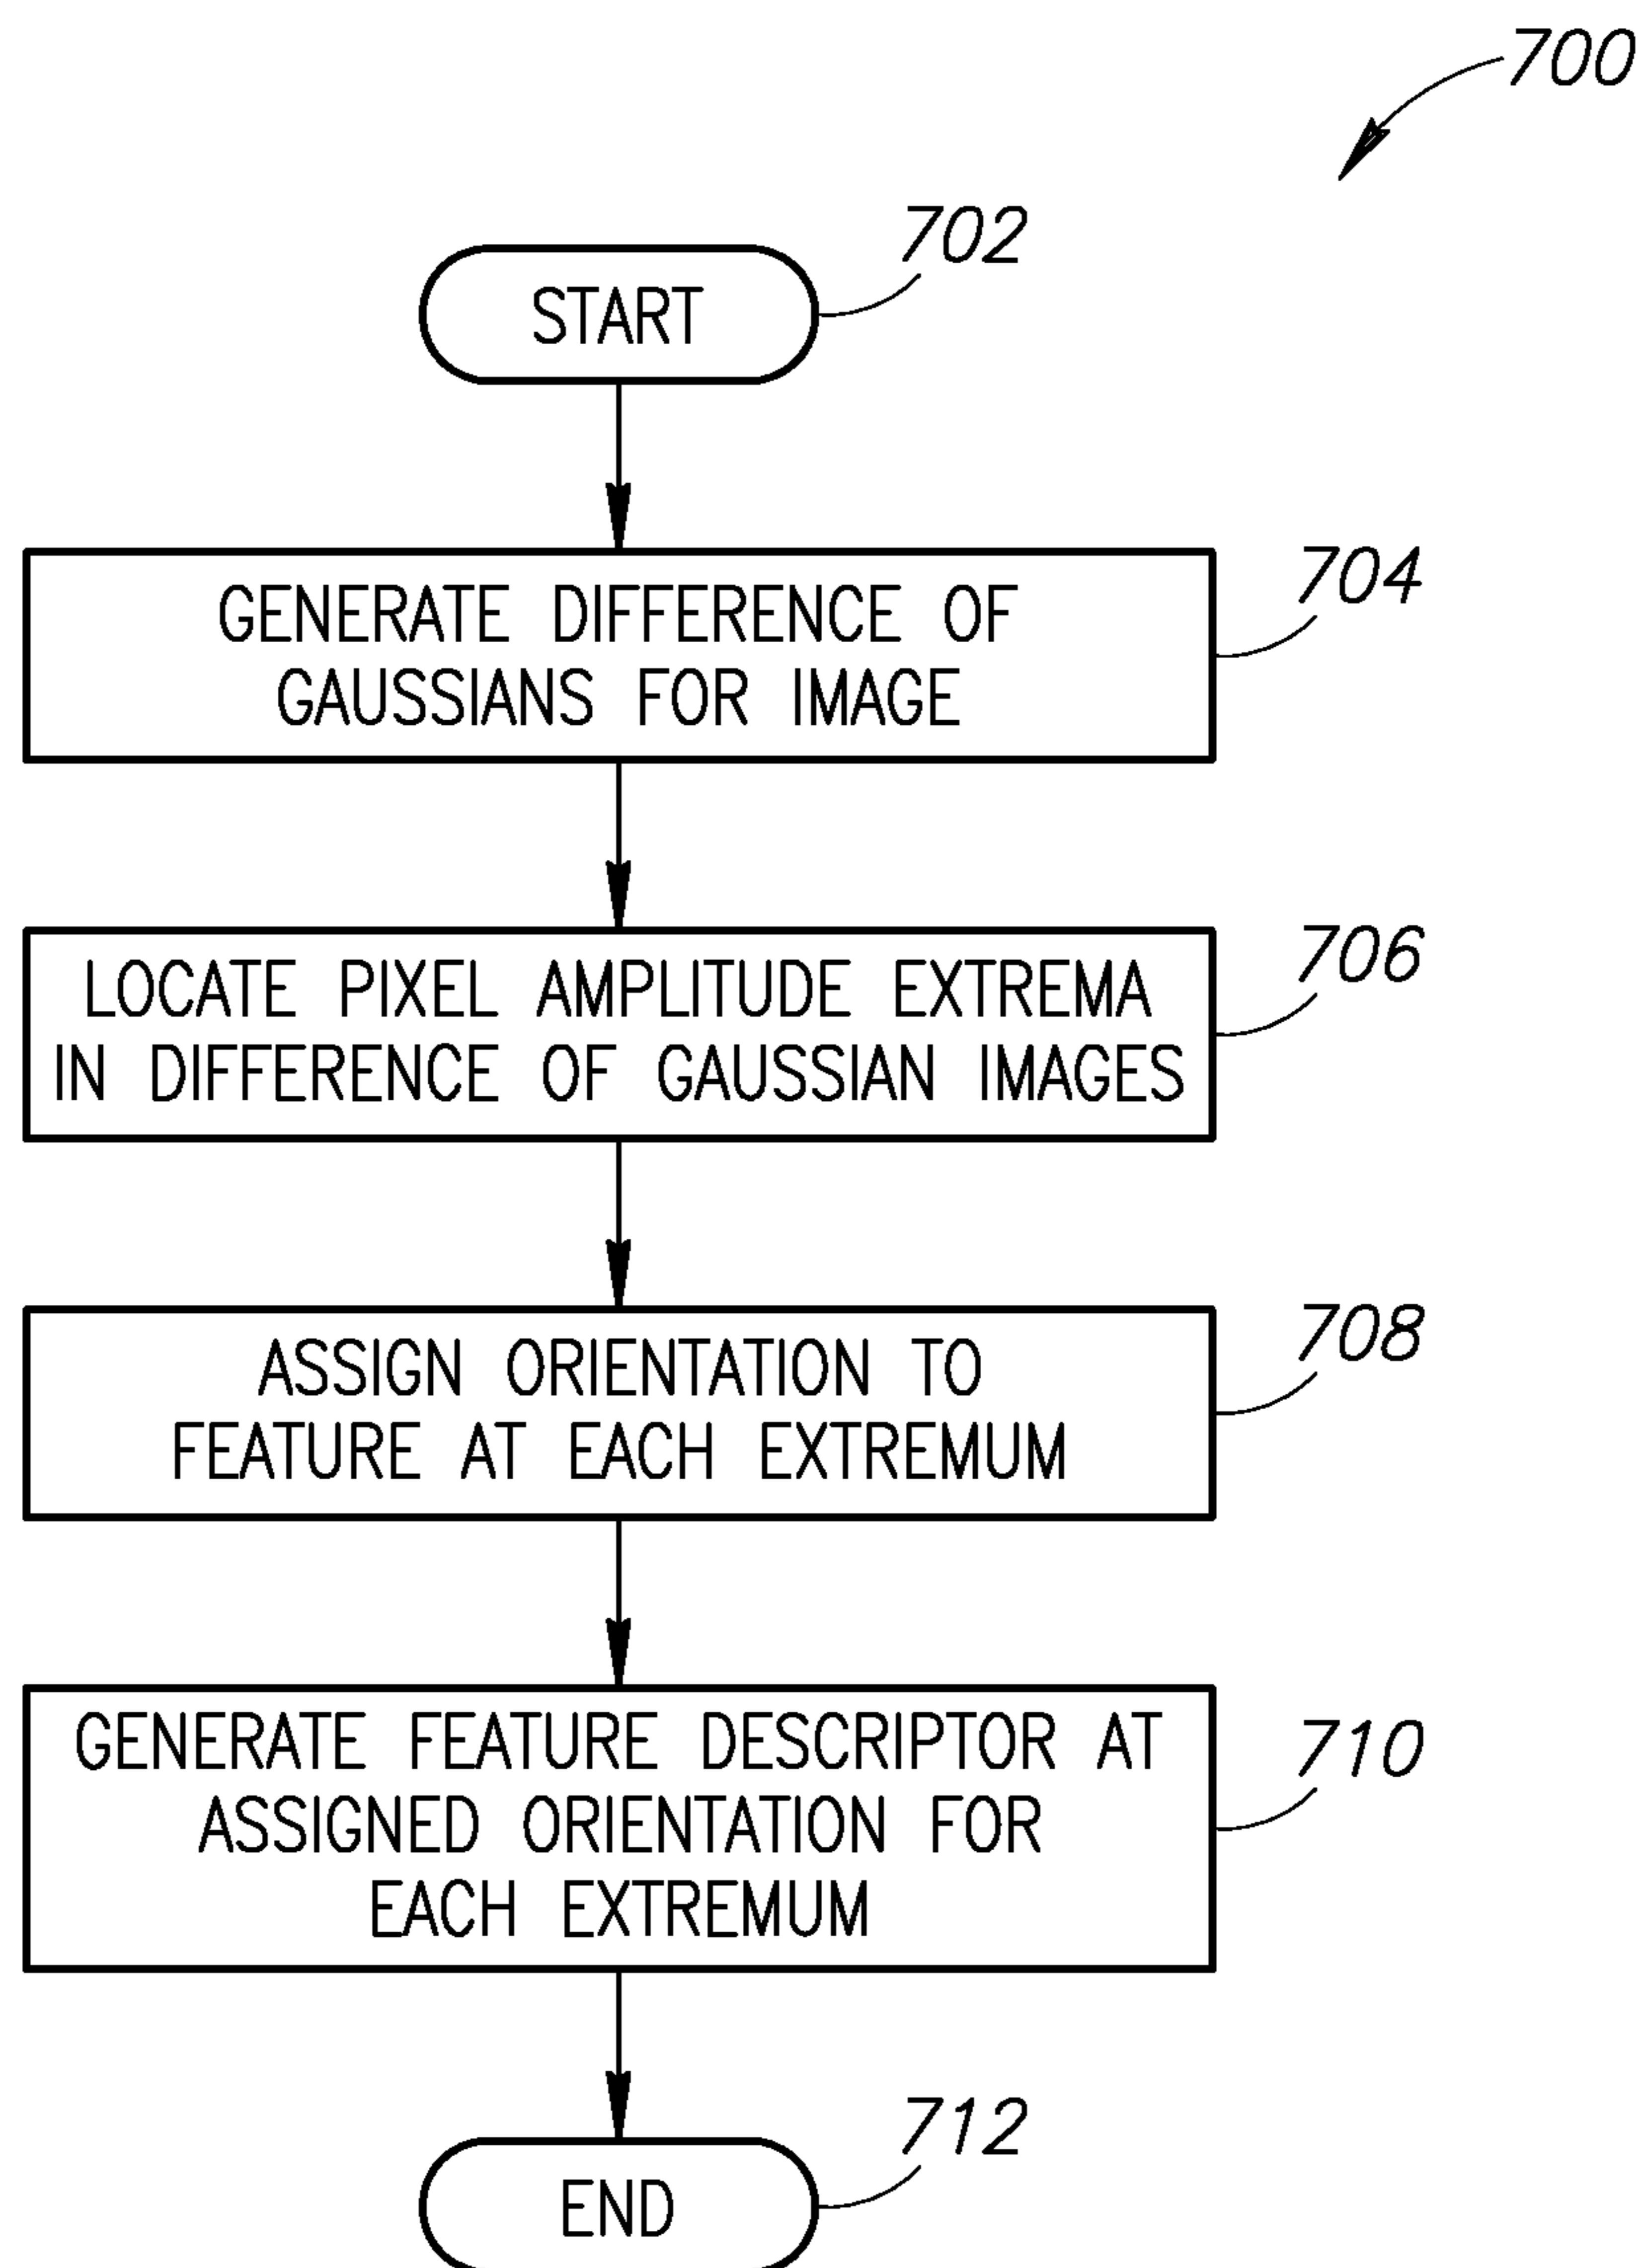 700
702
START
704
GENERATE DIFFERENCE OF
GAUSSIANS FOR IMAGE
706
LOCATE PIXEL AMPLITUDE EXTREMA
IN DIFFERENCE OF GAUSSIAN IMAGES
708
ASSIGN ORIENTATION TO
FEATURE AT EACH EXTREMUM
710
GENERATE FEATURE DESCRIPTOR AT
ASSIGNED ORIENTATION FOR
EACH EXTREMUM
712
END